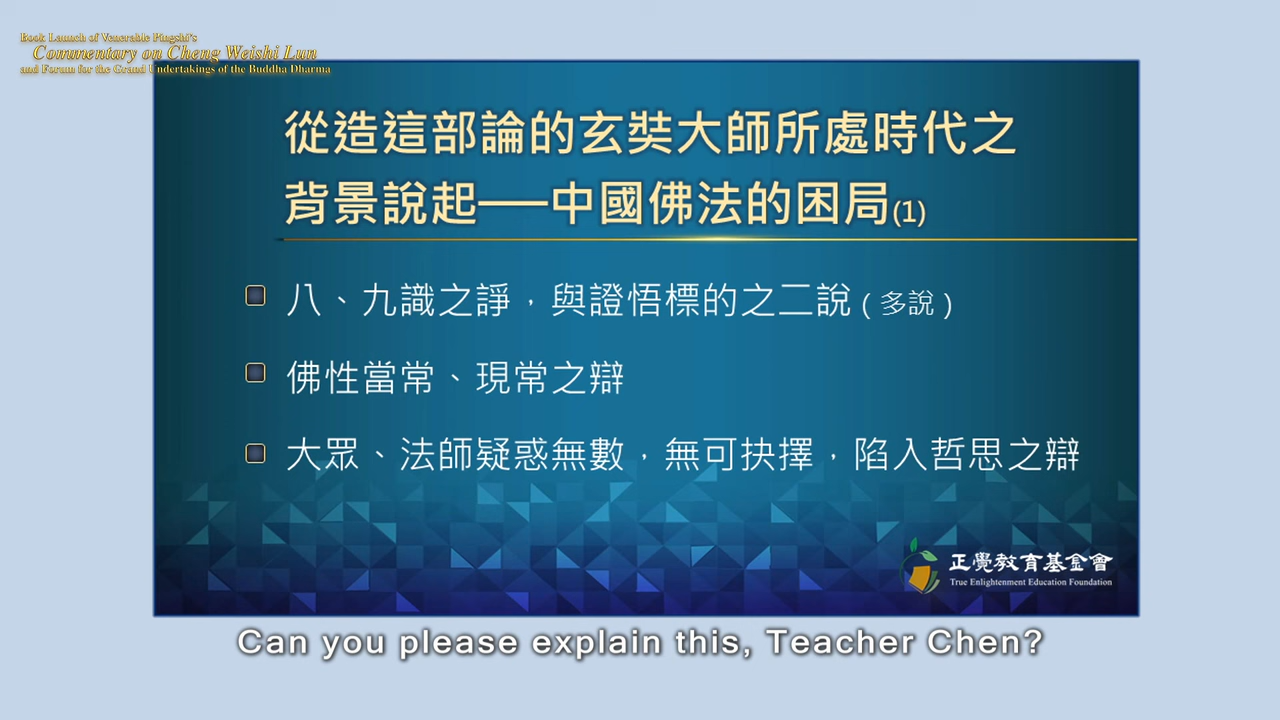 Book Launch of Venerable Pingshi's
Commentary on Cheng Weishi Lun
and Forum for the Grand Undertakings of the Buddha Dharma
從造這部論的玄奘大師所處時代之
背景說起──中國佛法的困局(1)
八、九識之諍，與證悟標的之二說（多說）
佛性當常、現常之辯
大眾、法師疑惑無數，無可抉擇，陷入哲思之辯
正覺教育基金會
True Enlightenment Education Foundation
Can you please explain this, Teacher Chen?